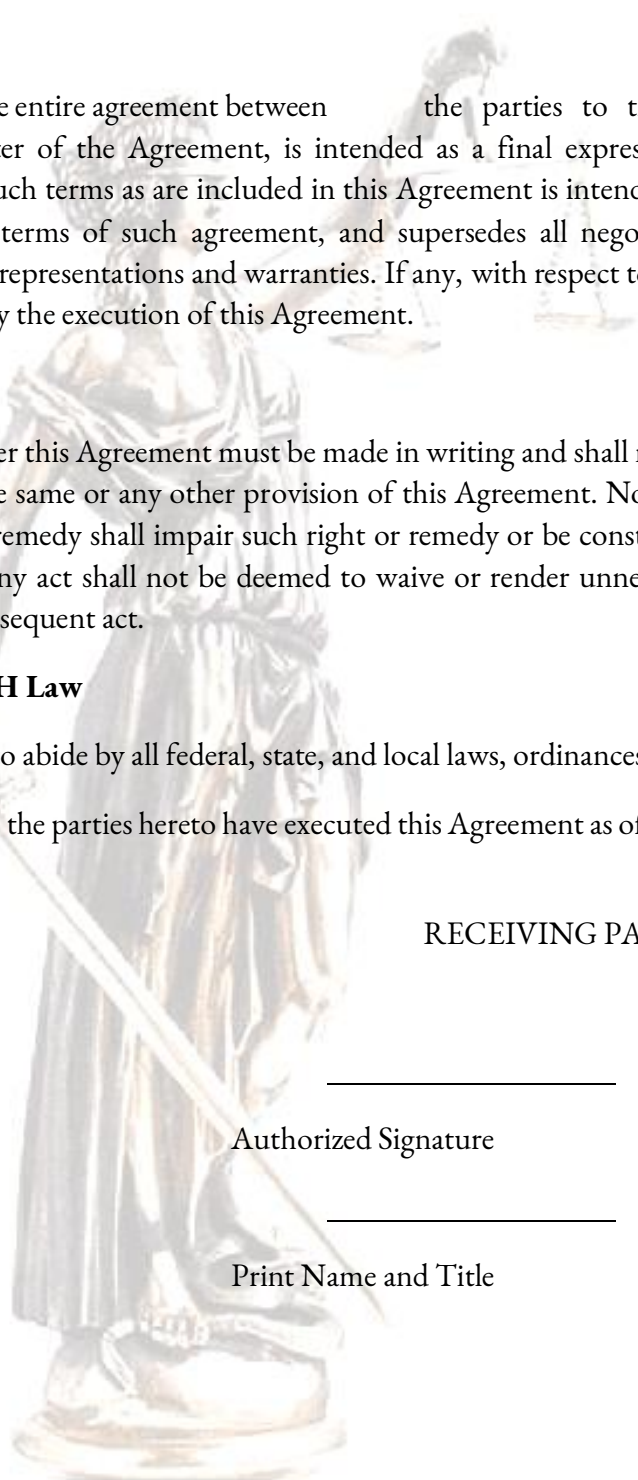 e entire agreement between the parties to t
ter of the Agreement, is intended as a final expres
uch terms as are included in this Agreement is intend
terms of such agreement, and supersedes all nego
representations and warranties. If any, with respect to
y the execution of this Agreement.
er this Agreement must be made in writing and shall n
e same or any other provision of this Agreement. No
remedy shall impair such right or remedy or be const
ny act shall not be deemed to waive or render unne
sequent act.
H Law
o abide by all federal, state, and local laws, ordinances
the parties hereto have executed this Agreement as of
RECEIVING PA
Authorized Signature
Print Name and Title